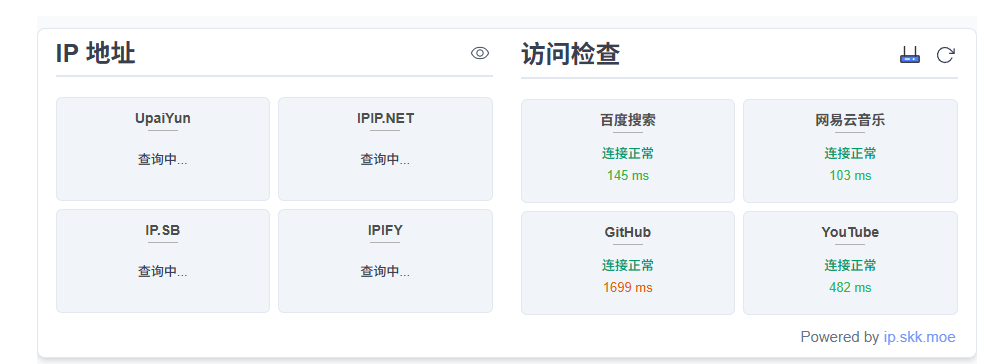 IP 地址
UpaiYun
查询中...
IPIP.NET
查询中...
IP.SB
查询中...
IPIFY
查询中...
访问检查
百度搜索
连接正常
145 ms
网易云音乐
连接正常
103 ms
GitHub
连接正常
1699 ms
YouTube
连接正常
482 ms
Powered by ip.skk.moe